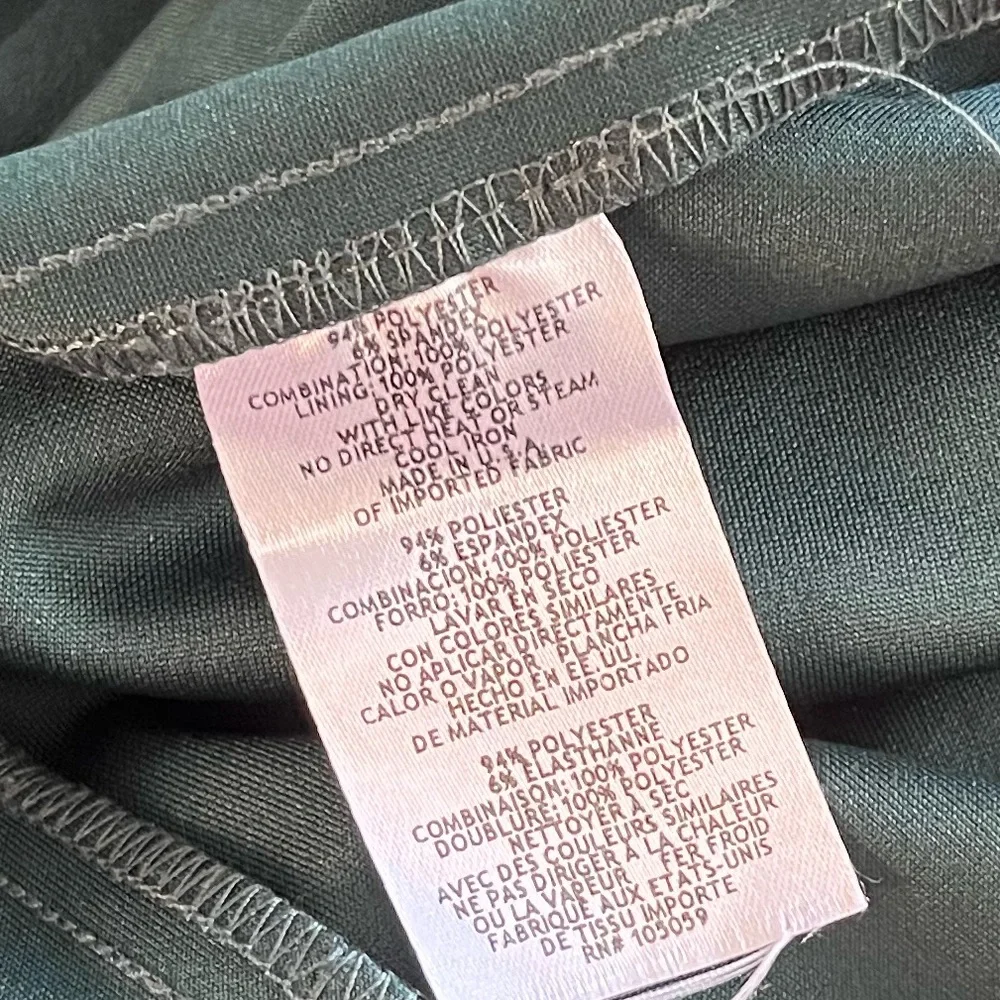 94% POLYESTER
6% SPANDEX
COMBINATION: 100% POLYESTER
LINING: 100% POLYESTER
DRY CLEAN
WITH LIKE COLORS
NO DIRECT HEAT OR STEAM
COOL IRON
MADE IN U.S.A.
OF IMPORTED FABRIC
94% POLIESTER
6% ESPANDEX
COMBINACION: 100% POLIESTER
FORRO: 100% POLIESTER
LAVAR EN SECO
CON COLORES SIMILARES
NO APLICAR DIRECTAMENTE
CALOR O VAPOR. PLANCHA FRIA
HECHO EN EE.UU.
DE MATERIAL IMPORTADO
94% POLYESTER
6% ELASTHANNE
COMBINAISON: 100% POLYESTER
DOUBLURE: 100% POLYESTER
NETTOYER À SEC
AVEC DES COULEURS SIMILAIRES
NE PAS DIRIGER A LA CHALEUR
OU LA VAPEUR FER FROID
FABRIQUE AUX ETATS-UNIS
DE TISSU IMPORTE
RN# 105059